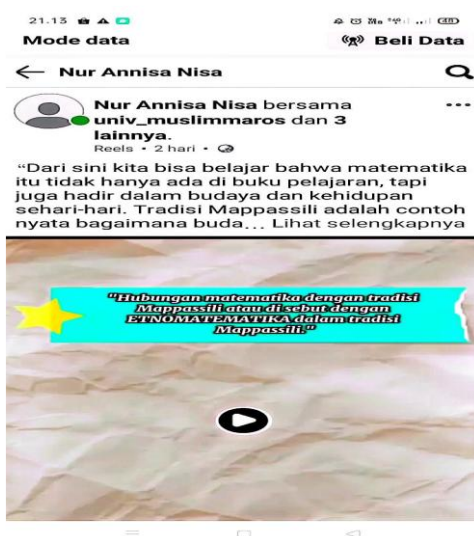 21.13
Mode data
Beli Data
Nur Annisa Nisa
Nur Annisa Nisa bersama
univ_muslimmaros dan 3
lainnya.
Reels • 2 hari •
“Dari sini kita bisa belajar bahwa matematika
itu tidak hanya ada di buku pelajaran, tapi
juga hadir dalam budaya dan kehidupan
sehari-hari. Tradisi Mappassili adalah contoh
nyata bagaimana buda... Lihat selengkapnya
"Hubungan matematika dengan tradisi
Mappassili atau di sebut dengan
ETNOMATEMATIKA dalam tradisi
Mappassili."